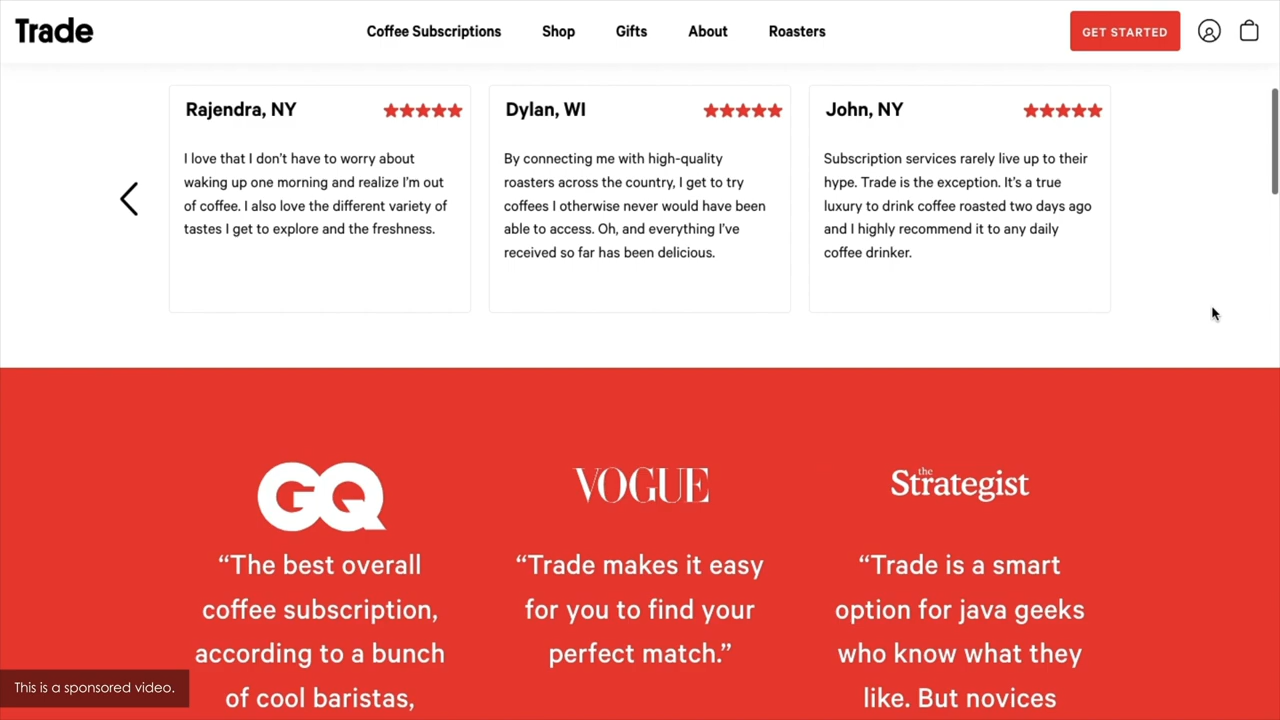 Trade
Coffee Subscriptions Shop Gifts About Roasters
GET STARTED
Rajendra, NY
I love that I don't have to worry about
waking up one morning and realize I'm out
of coffee. I also love the different variety of
tastes I get to explore and the freshness.
Dylan, WI
By connecting me with high-quality
roasters across the country, I get to try
coffees I otherwise never would have been
able to access. Oh, and everything I've
received so far has been delicious.
John, NY
Subscription services rarely live up to their
hype. Trade is the exception. It's a true
luxury to drink coffee roasted two days ago
and I highly recommend it to any daily
coffee drinker.
GQ
“The best overall
coffee subscription,
according to a bunch
of cool baristas,
VOGUE
“Trade makes it easy
for you to find your
perfect match.”
the Strategist
“Trade is a smart
option for java geeks
who know what they
like. But novices
This is a sponsored video.